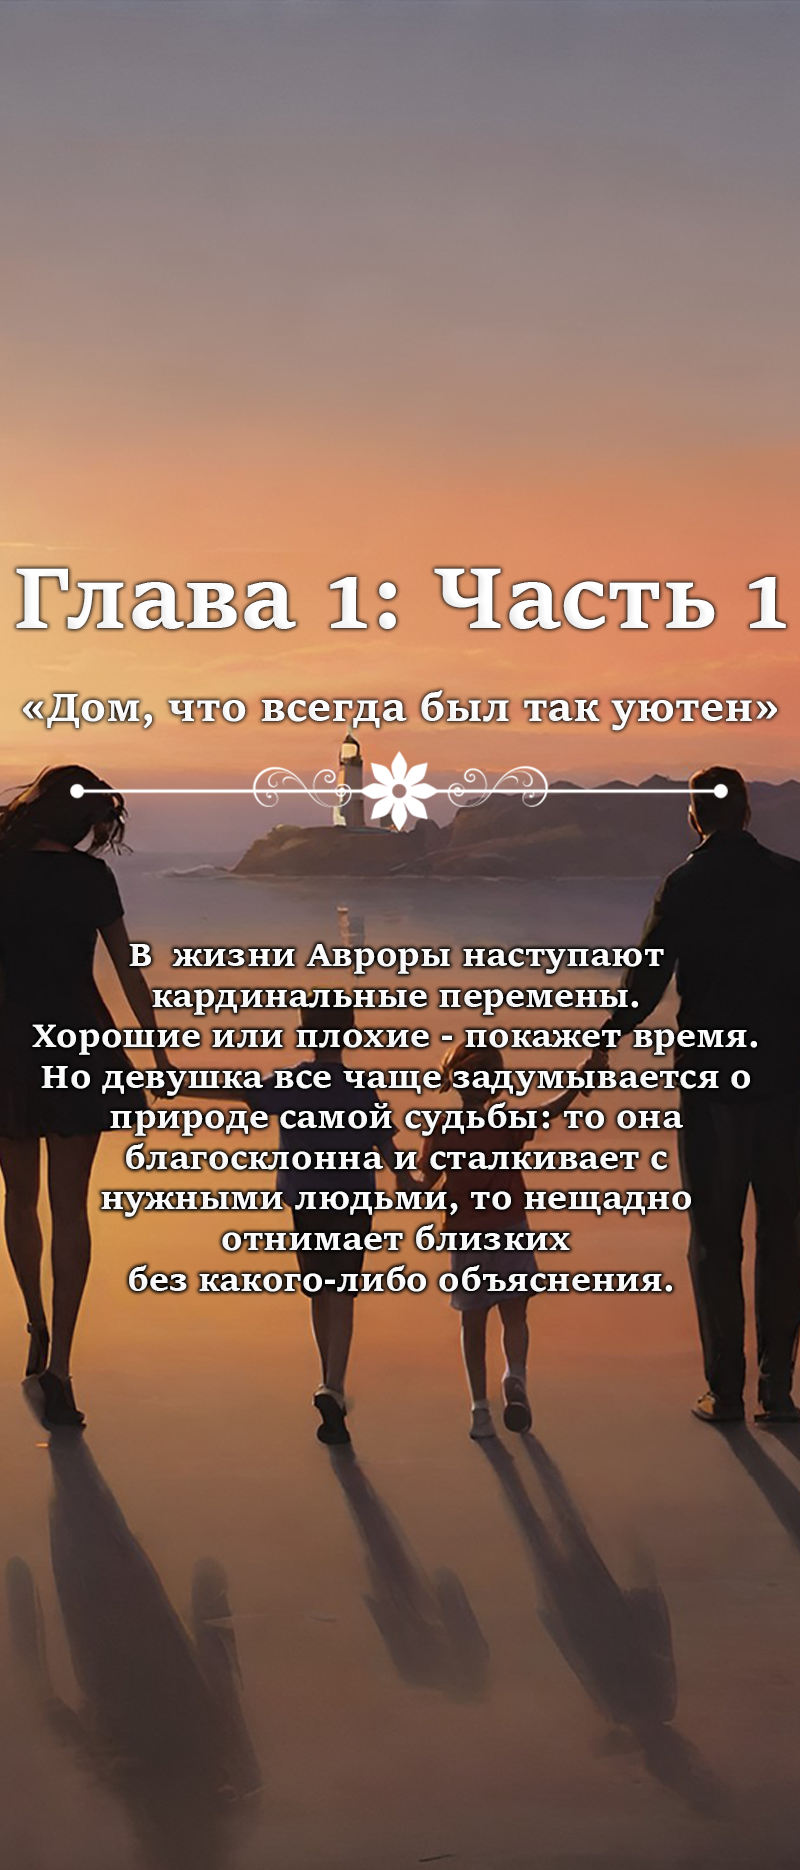 Глава 1: Часть 1
«Дом, что всегда был так уютен»
В жизни Авроры наступают
кардинальные перемены.
Хорошие или плохие - покажет время.
Но девушка все чаще задумывается о
природе самой судьбы: то она
благосклонна и сталкивает с
нужными людьми, то нещадно
отнимает близких
без какого-либо объяснения.